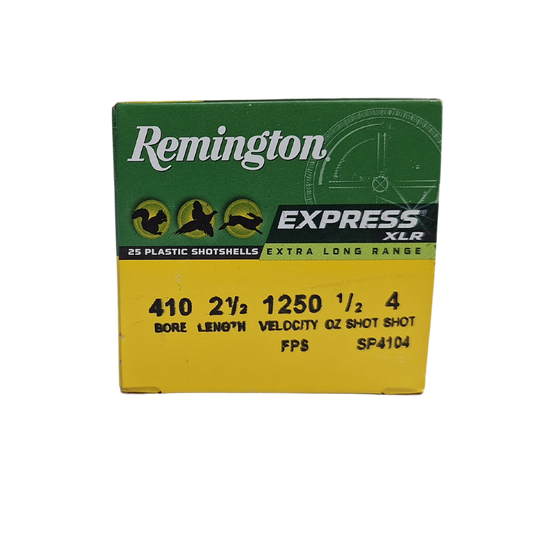 Remington
EXPRESS
XLR
25 PLASTIC SHOTSHELLS EXTRA LONG RANGE
410 2½ 1250 ½ 4
BORE LENGTH VELOCITY OZ SHOT SHOT
FPS SP4104